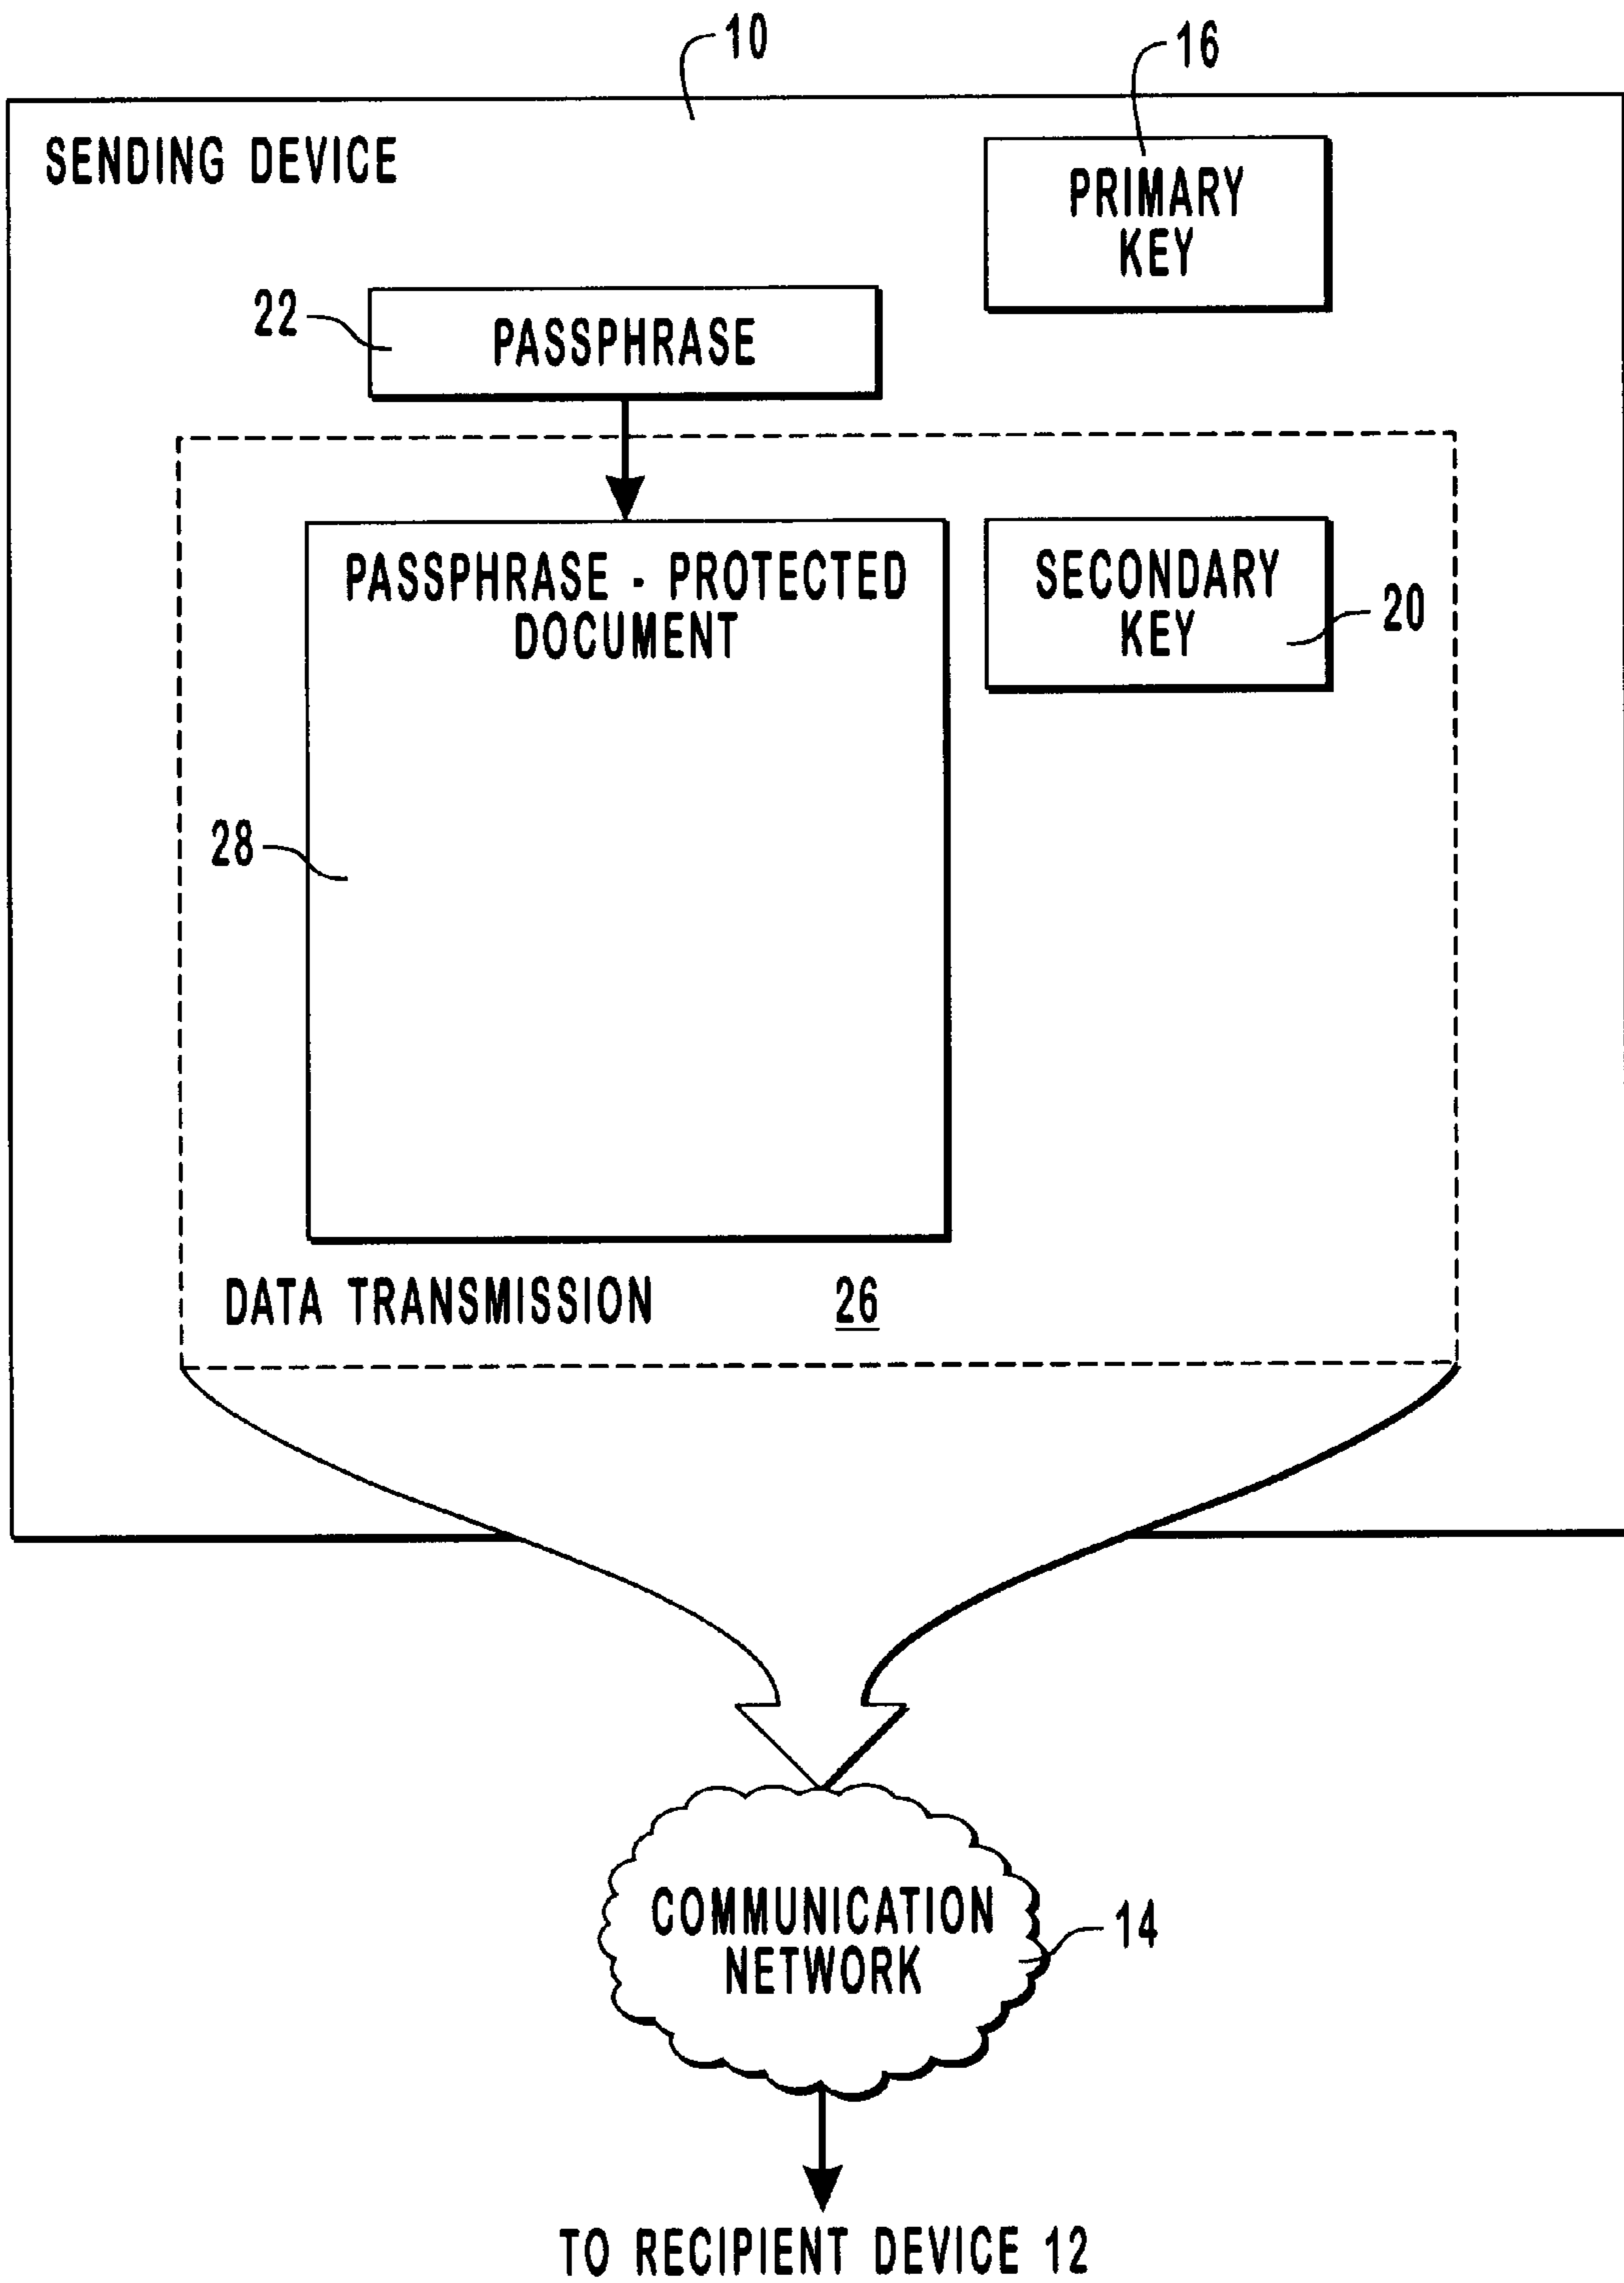 10
16
SENDING DEVICE
PRIMARY
KEY
22
PASSPHRASE
PASSPHRASE - PROTECTED
DOCUMENT
SECONDARY
KEY
20
28
DATA TRANSMISSION 26
COMMUNICATION
NETWORK
14
TO RECIPIENT DEVICE 12